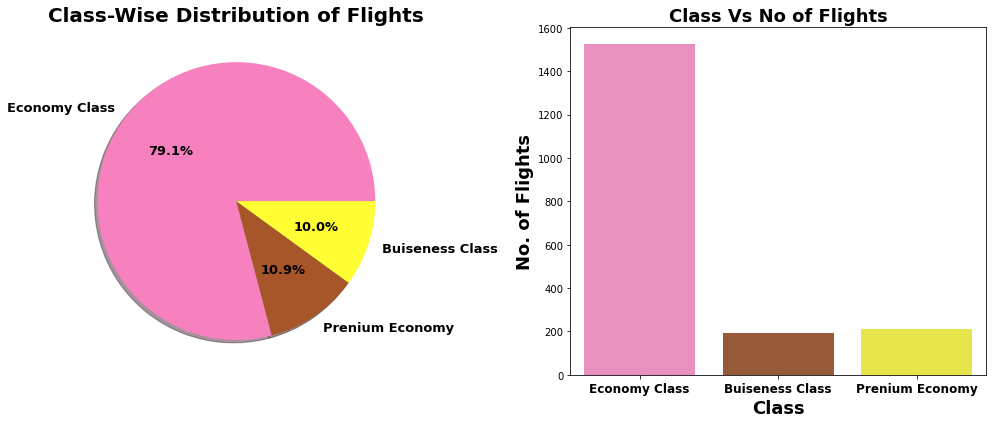 Class-Wise Distribution of Flights
Economy Class
79.1%
10.0%
Buiseness Class
10.9%
Prenium Economy
Class Vs No of Flights
No. of Flights
1600
1400
1200
1000
800
600
400
200
0
Economy Class
Buiseness Class
Prenium Economy
Class